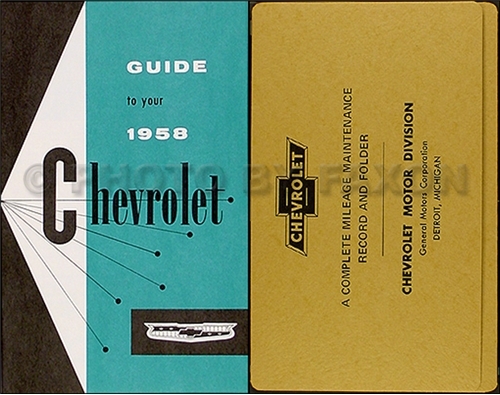 GUIDE
to your
1958
Chevrolet
CHEVROLET
A COMPLETE MILEAGE MAINTENANCE
RECORD AND FOLDER
CHEVROLET MOTOR DIVISION
General Motors Corporation
DETROIT, MICHIGAN
© PHOTO BY FAXON